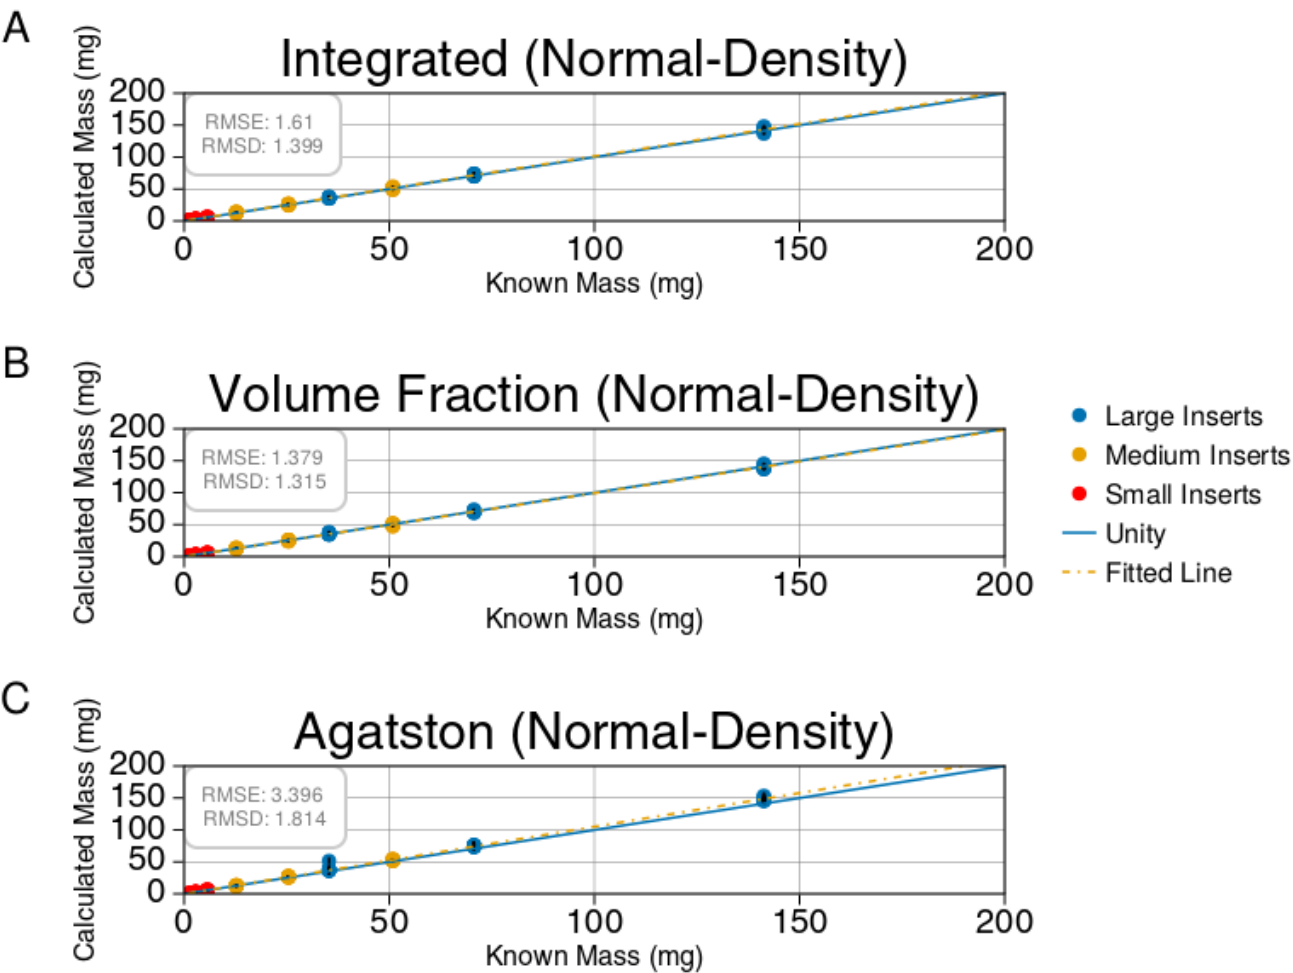 A
Integrated (Normal-Density)
Calculated Mass (mg)
200
150
100
50
0
RMSE: 1.61
RMSD: 1.399
0 50 100 150 200
Known Mass (mg)
B
Volume Fraction (Normal-Density)
Calculated Mass (mg)
200
150
100
50
0
RMSE: 1.379
RMSD: 1.315
0 50 100 150 200
Known Mass (mg)
Large Inserts
Medium Inserts
Small Inserts
Unity
Fitted Line
C
Agatston (Normal-Density)
Calculated Mass (mg)
200
150
100
50
0
RMSE: 3.396
RMSD: 1.814
0 50 100 150 200
Known Mass (mg)